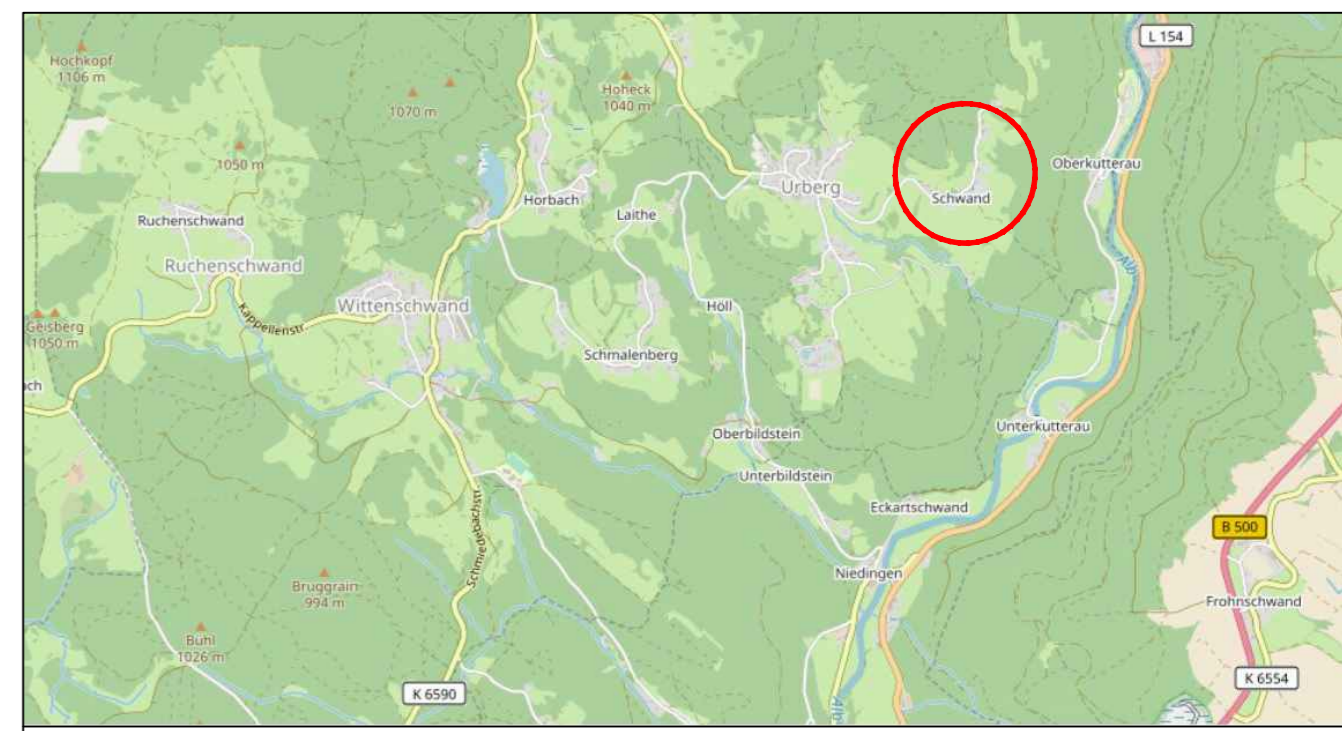 L 154
Hochkopf
1106 m
1070 m
Hoheck
1040 m
1050 m
Oberkutterau
Urberg
Schwand
Horbach
Laithe
Ruchenschwand
Ruchenschwand
Alb
Wittenschwand
Höll
Kappellenstr.
Geisberg
1050 m
Schmalenberg
ach
Unterkutterau
Oberbildstein
Unterbildstein
Eckartschwand
Schmiedebachstr.
B 500
Niedingen
Bruggrain
994 m
Frohnschwand
Bühl
1026 m
K 6590
K 6554
Alb